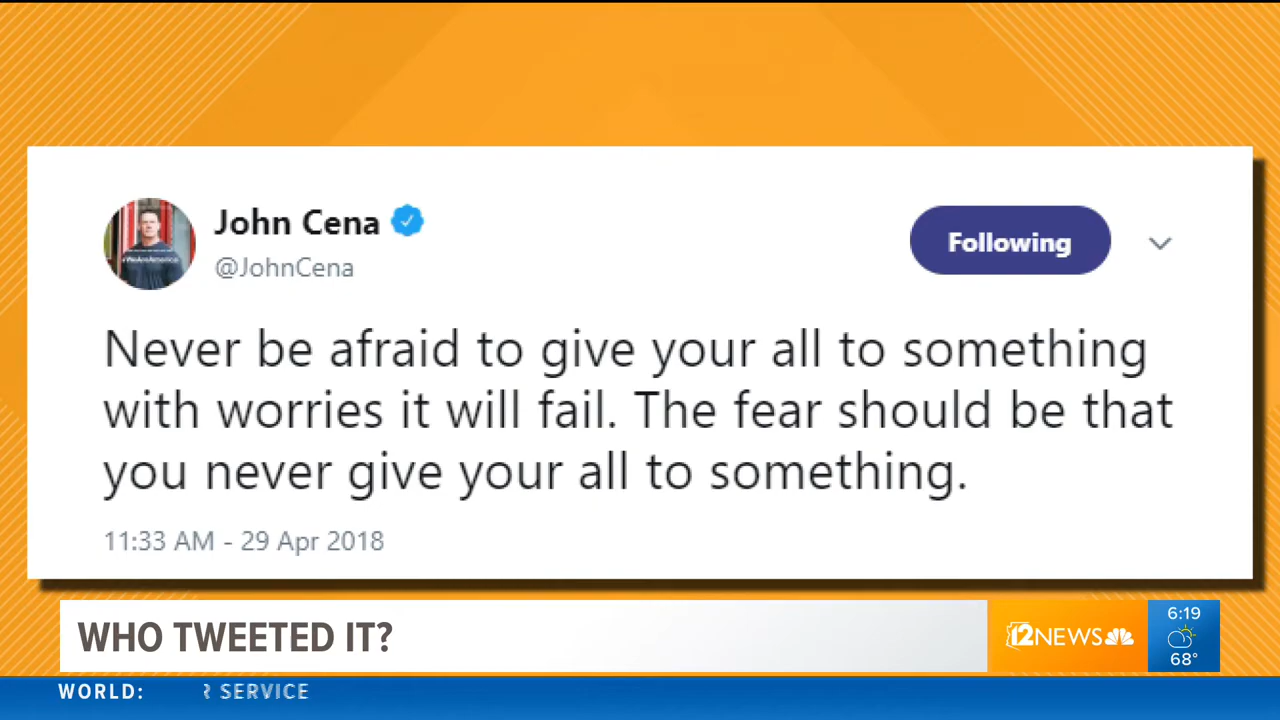 John Cena
@JohnCena
Following
Never be afraid to give your all to something
with worries it will fail. The fear should be that
you never give your all to something.
11:33 AM - 29 Apr 2018
WHO TWEETED IT?
12NEWS
6:19
68°
WORLD: SERVICE